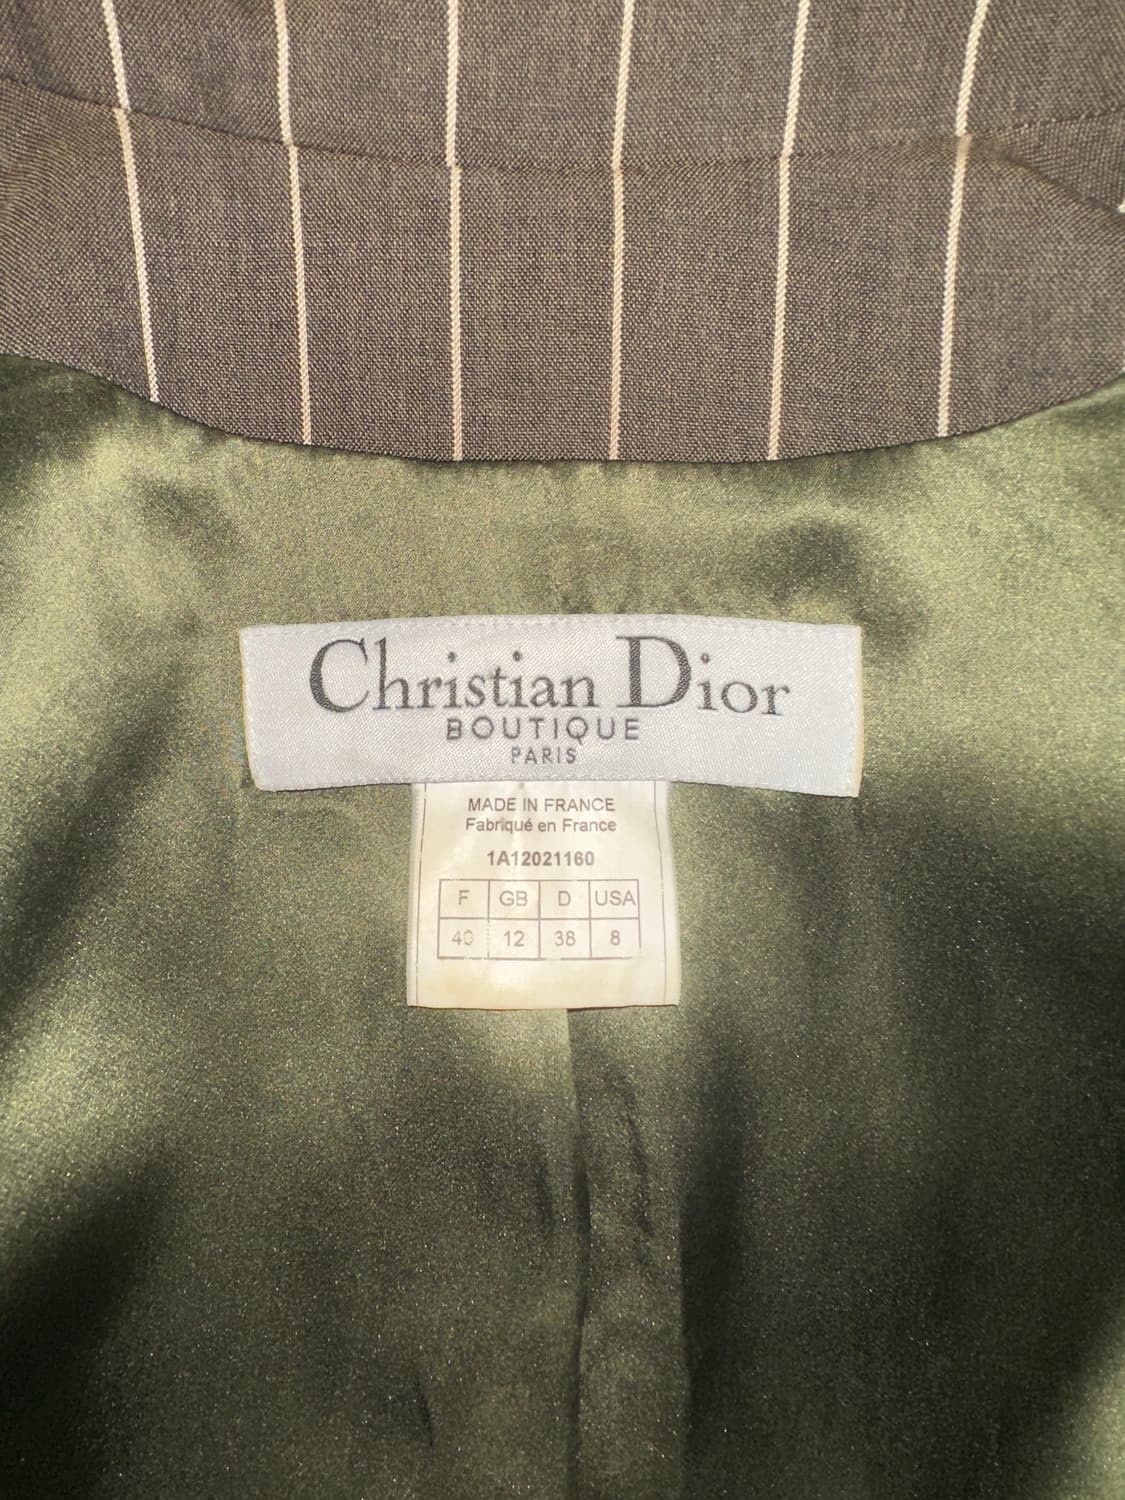 Christian Dior
BOUTIQUE
PARIS
MADE IN FRANCE
Fabriqué en France
1A12021160
F GB D USA
40 12 38 8